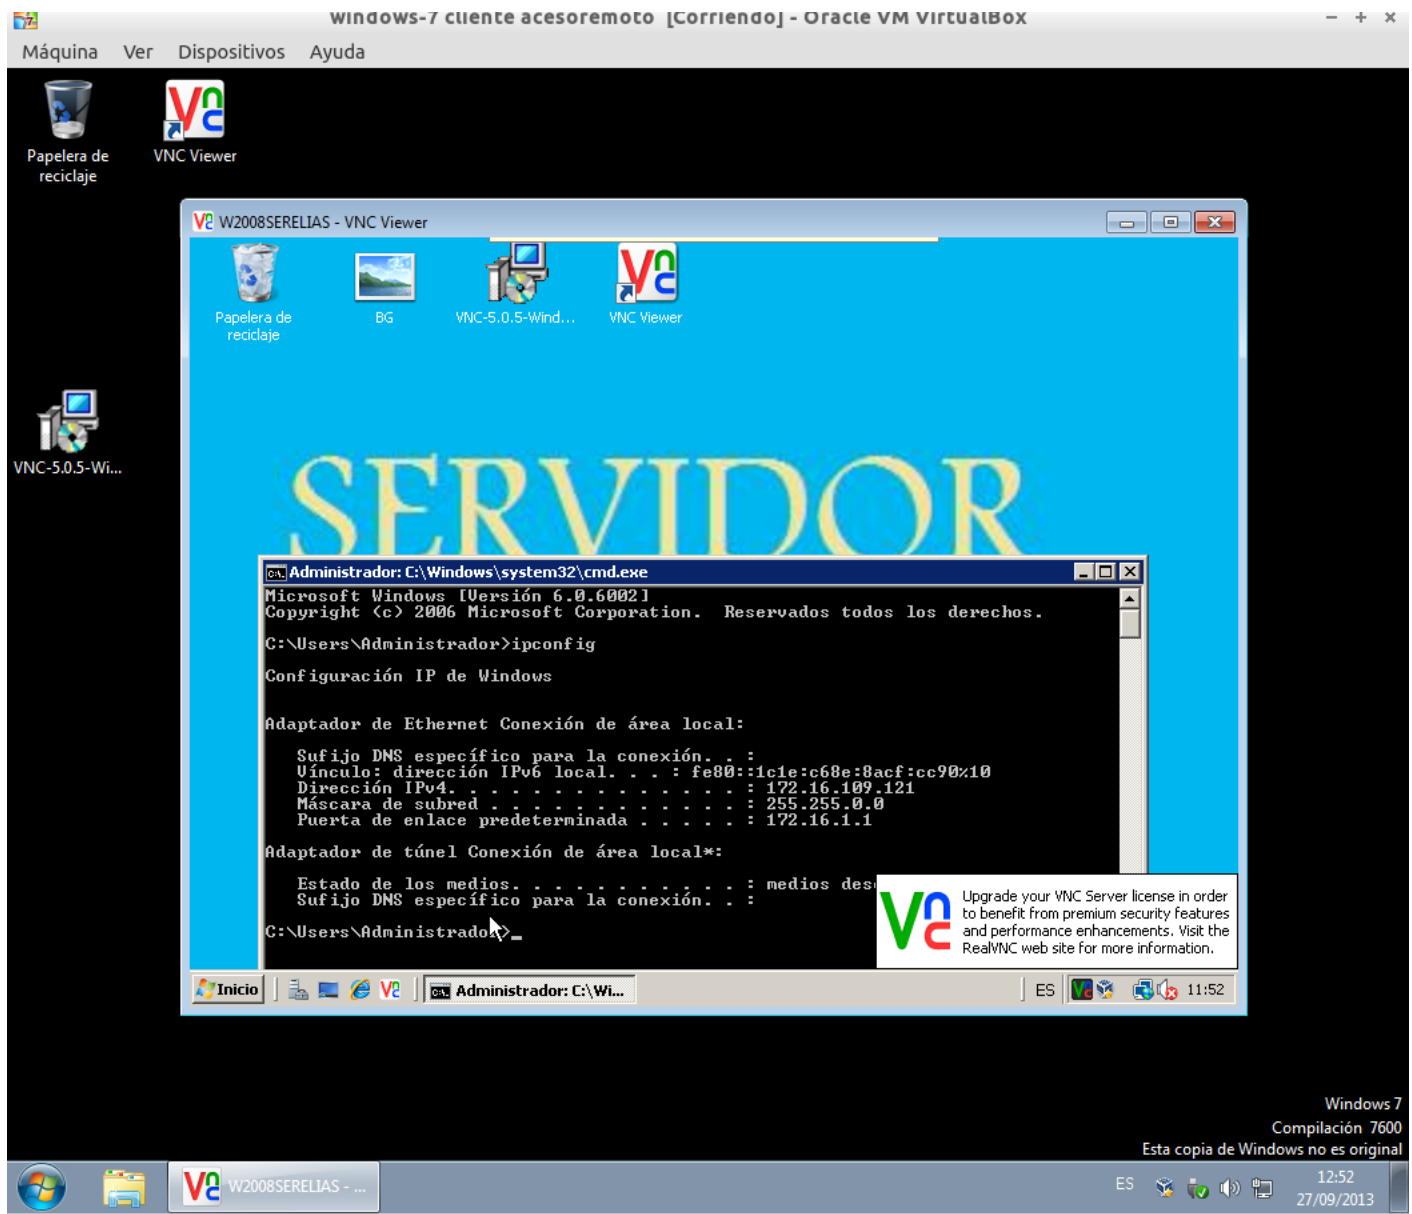 windows-7 cliente acesoremoto [Corriendo] - Oracle VM VirtualBox
Máquina Ver Dispositivos Ayuda
Papelera de reciclaje
VNC Viewer
VNC-5.0.5-Wi...
W2008SERELIAS - VNC Viewer
Papelera de reciclaje
BG
VNC-5.0.5-Wind...
VNC Viewer
SERVIDOR
Administrador: C:\Windows\system32\cmd.exe
Microsoft Windows [Versión 6.0.6002]
Copyright (c) 2006 Microsoft Corporation. Reservados todos los derechos.
C:\Users\Administrador>ipconfig
Configuración IP de Windows
Adaptador de Ethernet Conexión de área local:
Sufijo DNS específico para la conexión. . :
Vínculo: dirección IPv6 local. . . : fe80::1c1e:c68e:8acf:cc90%10
Dirección IPv4. . . . . . . . . . . . . . : 172.16.109.121
Máscara de subred . . . . . . . . . . . . : 255.255.0.0
Puerta de enlace predeterminada . . . . . : 172.16.1.1
Adaptador de túnel Conexión de área local*:
Estado de los medios. . . . . . . . . . . : medios des
Sufijo DNS específico para la conexión. . :
C:\Users\Administrador>_
Upgrade your VNC Server license in order
to benefit from premium security features
and performance enhancements. Visit the
RealVNC web site for more information.
Inicio
Administrador: C:\Wi...
ES
11:52
Windows 7
Compilación 7600
Esta copia de Windows no es original
W2008SERELIAS - ...
ES
12:52
27/09/2013